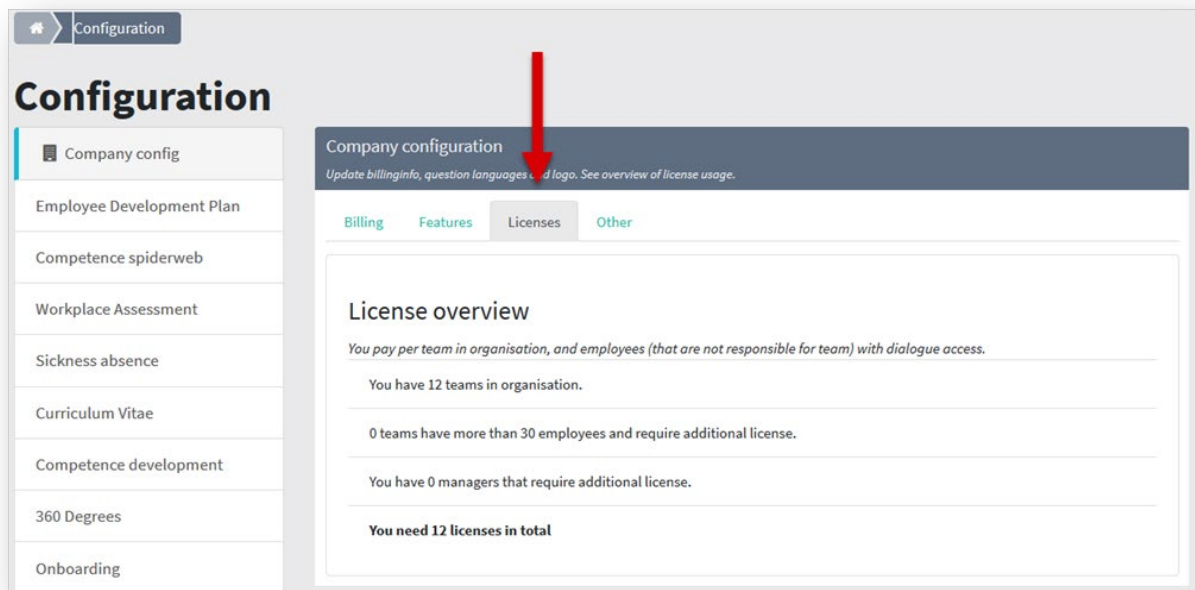 Configuration
Configuration
Company config
Employee Development Plan
Competence spiderweb
Workplace Assessment
Sickness absence
Curriculum Vitae
Competence development
360 Degrees
Onboarding
Company configuration
Update billinginfo, question languages logo. See overview of license usage.
Billing Features Licenses Other
License overview
You pay per team in organisation, and employees (that are not responsible for team) with dialogue access.
You have 12 teams in organisation.
0 teams have more than 30 employees and require additional license.
You have 0 managers that require additional license.
You need 12 licenses in total